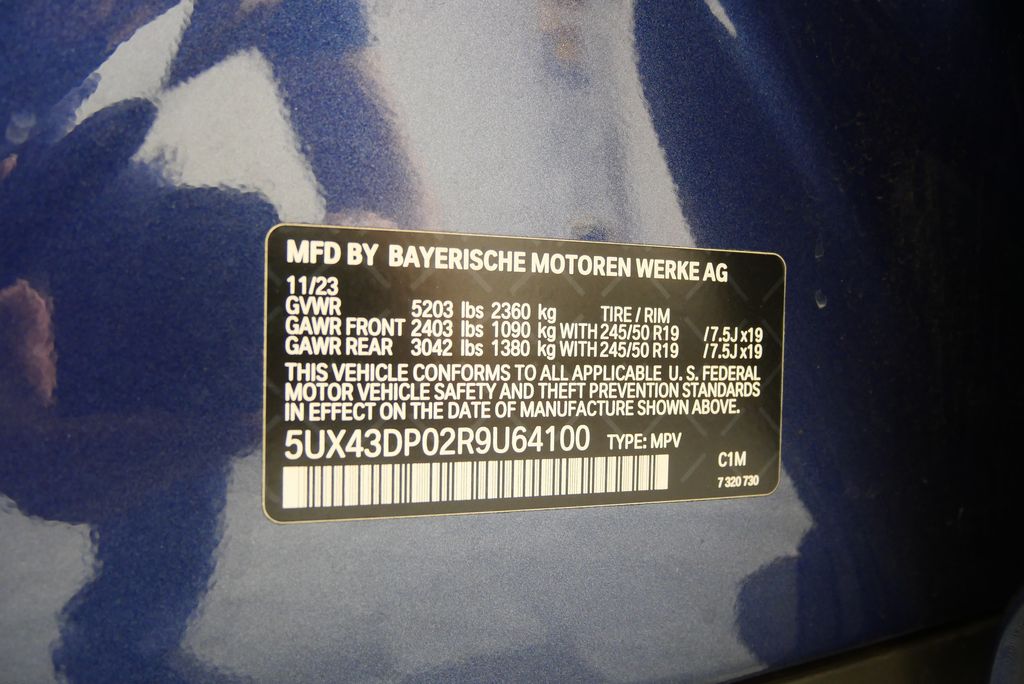 MFD BY BAYERISCHE MOTOREN WERKE AG
11/23
GVWR 5203 lbs 2360 kg TIRE / RIM
GAWR FRONT 2403 lbs 1090 kg WITH 245/50 R19 /7.5J x19
GAWR REAR 3042 lbs 1380 kg WITH 245/50 R19 /7.5J x19
THIS VEHICLE CONFORMS TO ALL APPLICABLE U. S. FEDERAL
MOTOR VEHICLE SAFETY AND THEFT PREVENTION STANDARDS
IN EFFECT ON THE DATE OF MANUFACTURE SHOWN ABOVE.
5UX43DP02R9U64100 TYPE: MPV
C1M
7 320 730